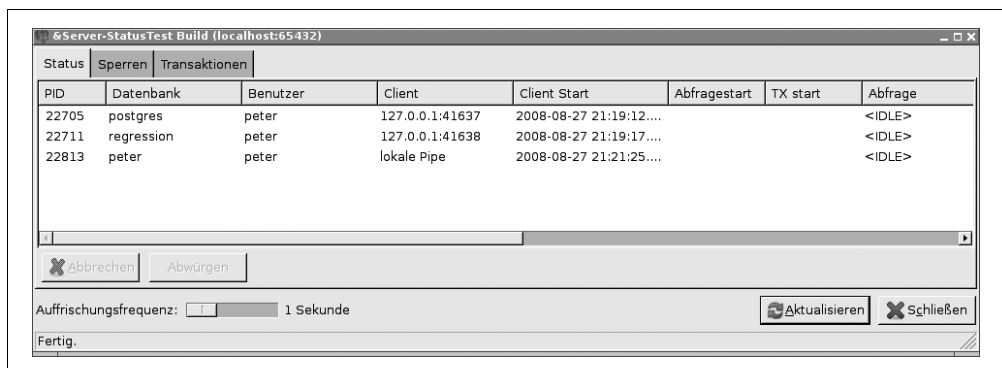 &Server-StatusTest Build (localhost:65432)
Status Sperren Transaktionen
PID Datenbank Benutzer Client Client Start Abfragestart TX start Abfrage
22705 postgres peter 127.0.0.1:41637 2008-08-27 21:19:12.... <IDLE>
22711 regression peter 127.0.0.1:41638 2008-08-27 21:19:17.... <IDLE>
22813 peter peter lokale Pipe 2008-08-27 21:21:25.... <IDLE>
Abbrechen Abwürgen
Auffrischungsfrequenz: 1 Sekunde Aktualisieren Schließen
Fertig.